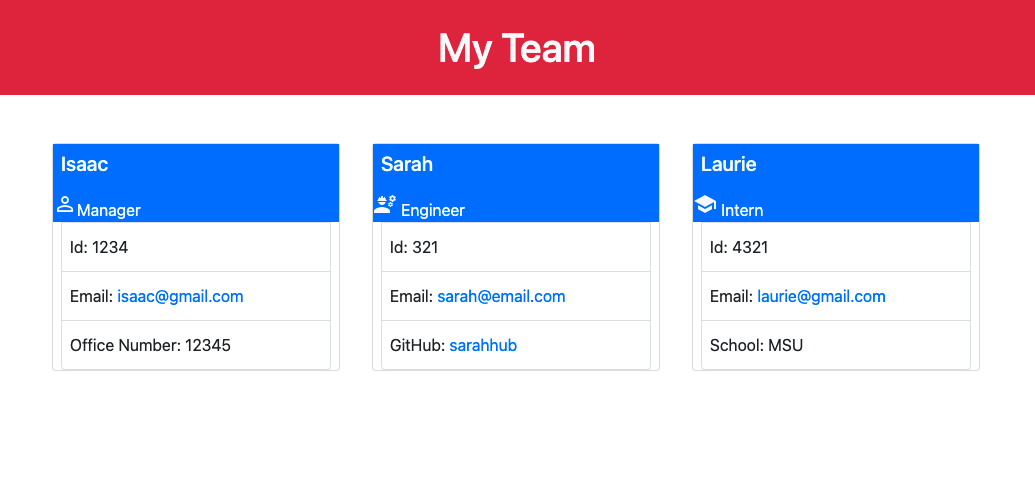 My Team
Isaac
Manager
Id: 1234
Email: isaac@gmail.com
Office Number: 12345
Sarah
Engineer
Id: 321
Email: sarah@email.com
GitHub: sarahhub
Laurie
Intern
Id: 4321
Email: laurie@gmail.com
School: MSU